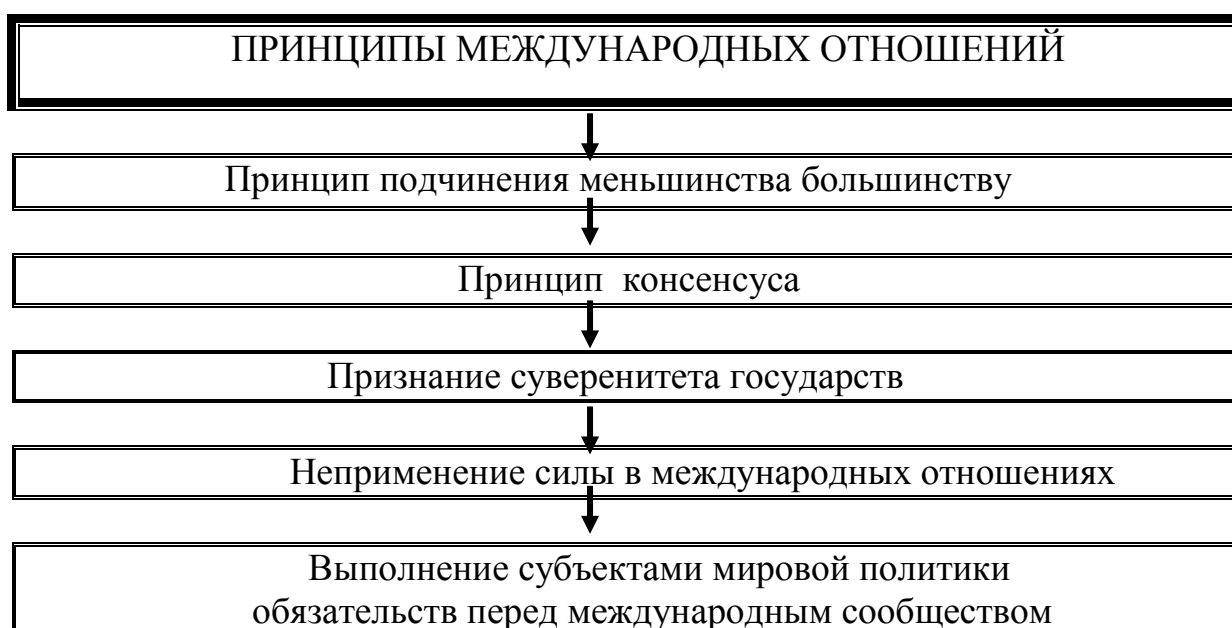 ПРИНЦИПЫ МЕЖДУНАРОДНЫХ ОТНОШЕНИЙ
Принцип подчинения меньшинства большинству
Принцип консенсуса
Признание суверенитета государств
Неприменение силы в международных отношениях
Выполнение субъектами мировой политики
обязательств перед международным сообществом